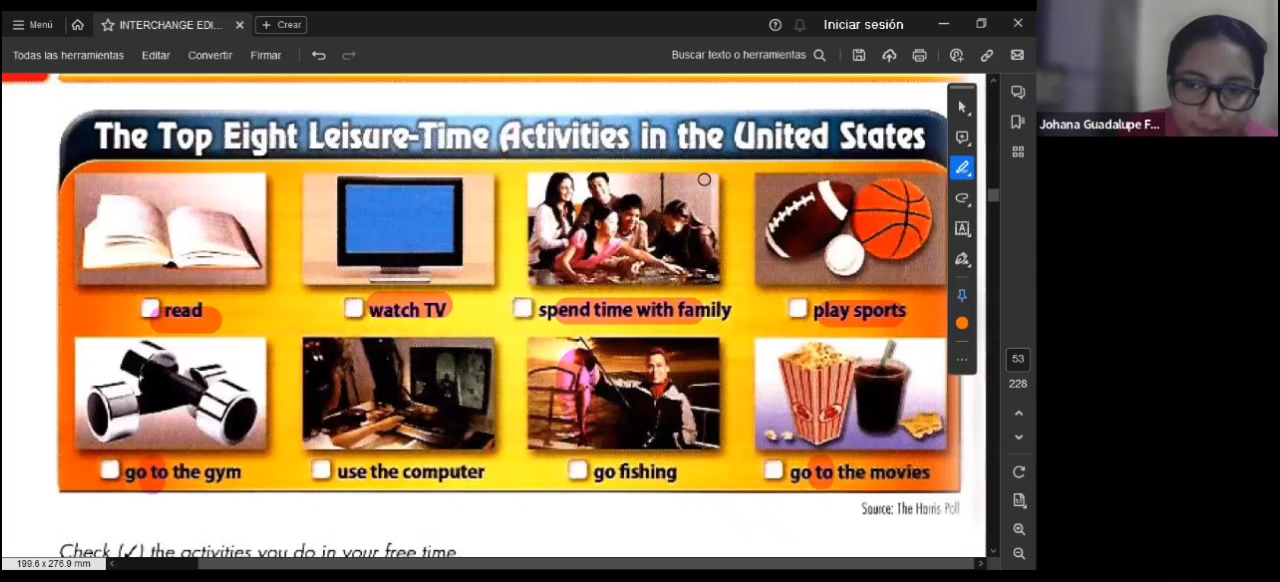 Menú
INTERCHANGE EDI...
Crear
Iniciar sesión
Todas las herramientas
Editar
Convertir
Firmar
Buscar texto o herramientas
Johana Guadalupe F...
The Top Eight Leisure-Time Activities in the United States
read
watch TV
spend time with family
play sports
go to the gym
use the computer
go fishing
go to the movies
Source: The Harris Poll
Check (✓) the activities you do in your free time
53
228
199.6 x 276.9 mm